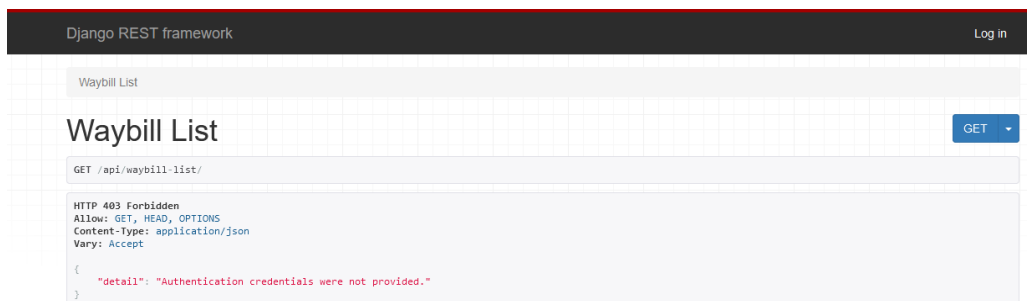 Django REST framework
Log in
Waybill List
Waybill List
GET
GET /api/waybill-list/
HTTP 403 Forbidden
Allow: GET, HEAD, OPTIONS
Content-Type: application/json
Vary: Accept
{
"detail": "Authentication credentials were not provided."
}